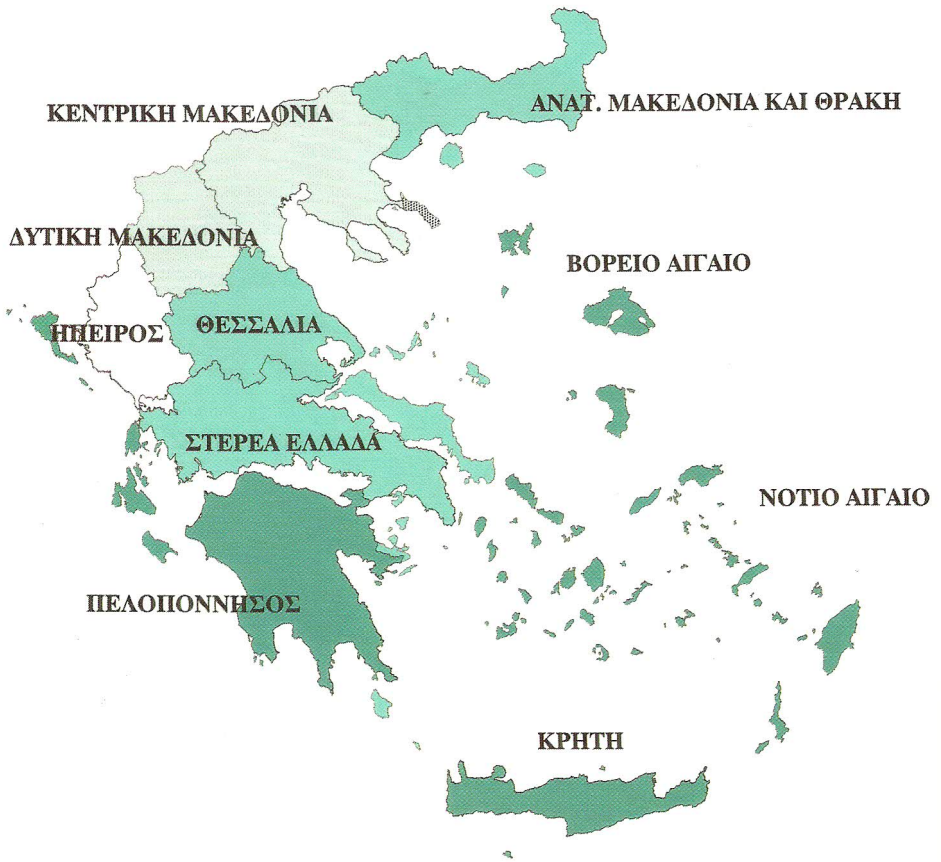 ΚΕΝΤΡΙΚΗ ΜΑΚΕΔΟΝΙΑ
ΑΝΑΤ. ΜΑΚΕΔΟΝΙΑ ΚΑΙ ΘΡΑΚΗ
ΔΥΤΙΚΗ ΜΑΚΕΔΟΝΙΑ
ΒΟΡΕΙΟ ΑΙΓΑΙΟ
ΗΠΕΙΡΟΣ
ΘΕΣΣΑΛΙΑ
ΣΤΕΡΕΑ ΕΛΛΑΔΑ
ΝΟΤΙΟ ΑΙΓΑΙΟ
ΠΕΛΟΠΟΝΝΗΣΟΣ
ΚΡΗΤΗ